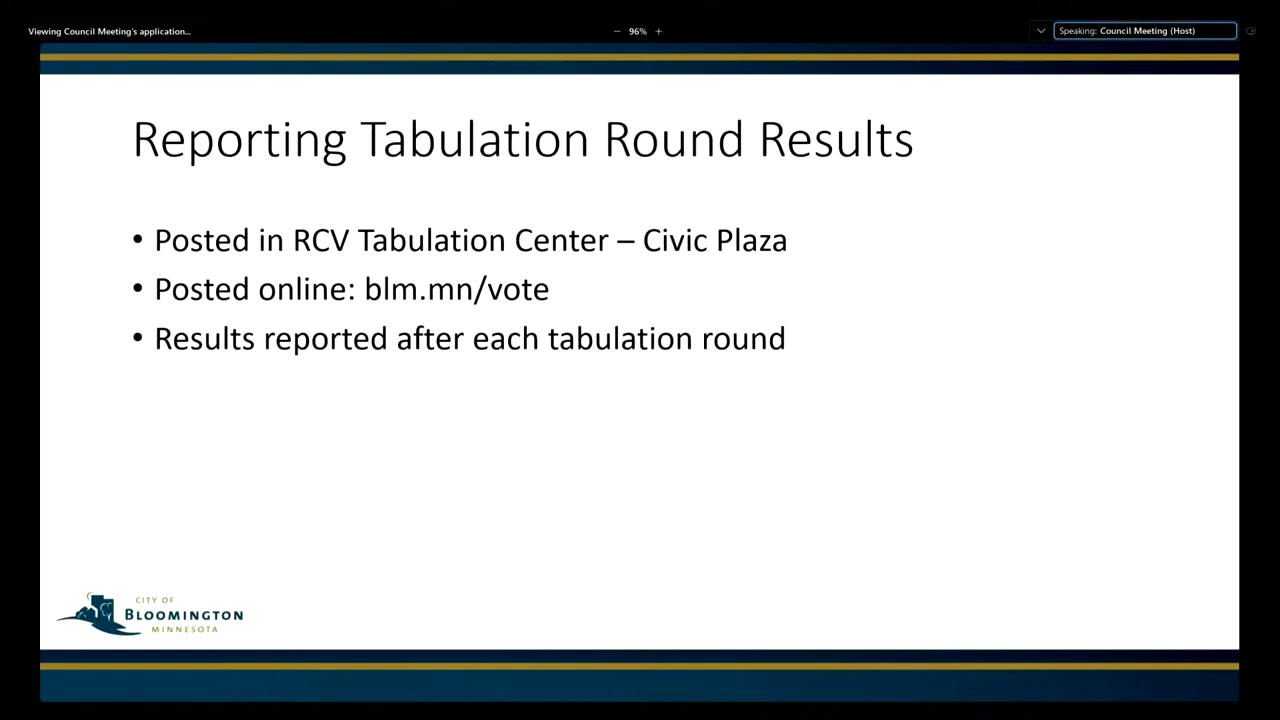 Viewing Council Meeting's application...
− 96% +
Speaking: Council Meeting (Host)
Reporting Tabulation Round Results
• Posted in RCV Tabulation Center – Civic Plaza
• Posted online: blm.mn/vote
• Results reported after each tabulation round
CITY OF
BLOOMINGTON
MINNESOTA